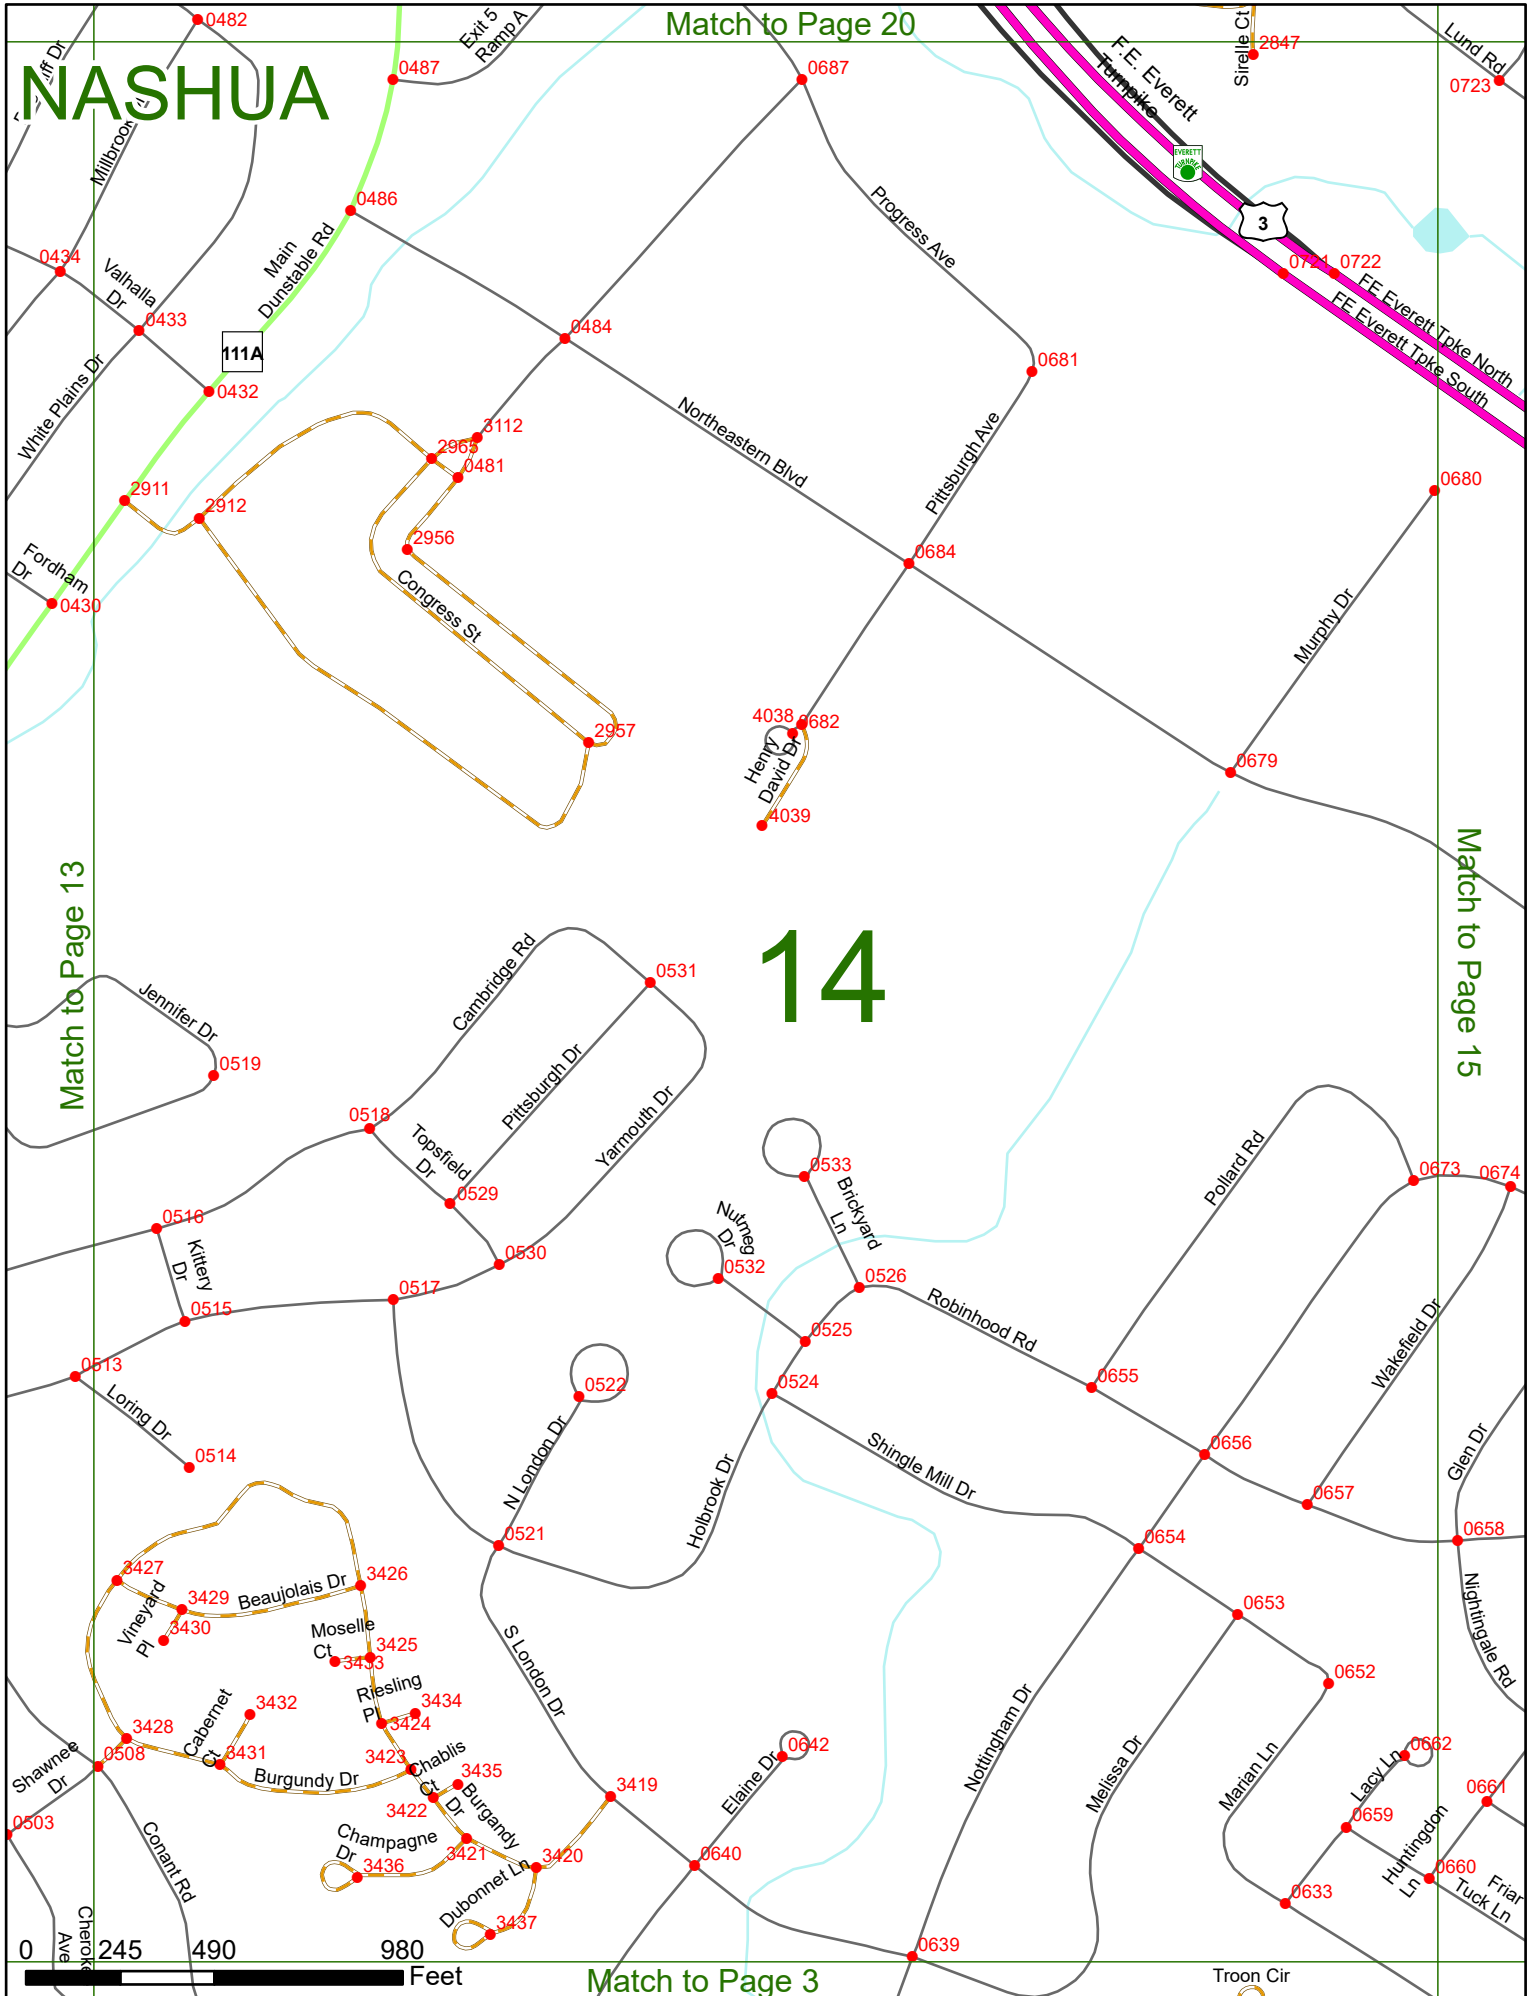 Match to Page 20
NASHUA
0482
0487
Exit 5
Ramp A
0687
F.E. Everett
Turnpike
EVERETT
TURNPIKE
3
Sirelle Ct
2847
Lund Rd
0723
Millbrook
0486
Main
Dunstable Rd
Progress Ave
0434
Valhalla
Dr
0433
111A
0432
White Plains Dr
0484
0721
0722
FE Everett Tpke North
FE Everett Tpke South
0681
3112
2965
0481
Northeastern Blvd
Pittsburgh Ave
0680
2911
2912
2956
Fordham
Dr
0430
Congress St
0684
Murphy Dr
2957
4038
0682
Henry
David Dr
4039
0679
Match to Page 13
14
Match to Page 15
Jennifer Dr
0519
Cambridge Rd
0531
Pittsburgh Dr
Yarmouth Dr
0518
Topsfield
Dr
0529
0530
0516
Kittery
Dr
0515
0517
0533
Brickyard
Ln
Nutmeg
Dr
0532
0526
0525
0524
Robinhood Rd
Pollard Rd
0673
0674
Wakefield Dr
0655
0656
0657
Glen Dr
0658
0513
Loring Dr
0514
0522
N London Dr
0521
Holbrook Dr
Shingle Mill Dr
0654
0653
0652
Nightingale Rd
3427
3429
Beaujolais Dr
3426
Vineyard
Pl
3430
Moselle
Ct
3433
3425
Riesling
Pl
3434
3424
S London Dr
3428
Cabernet
Ct
3432
3431
0508
Shawnee
Dr
0503
Burgundy Dr
3423
Chablis
Ct
3435
3422
Burgandy
Dr
3421
Champagne
Dr
3436
3419
3420
Dubonnet Ln
3437
Elaine Dr
0642
0640
0639
Nottingham Dr
Melissa Dr
Marian Ln
Lacy Ln
0662
0659
0661
Huntingdon
Ln
0660
Friar
Tuck Ln
0633
Conant Rd
Ave
0
245
490
980
Feet
Match to Page 3
Troon Cir